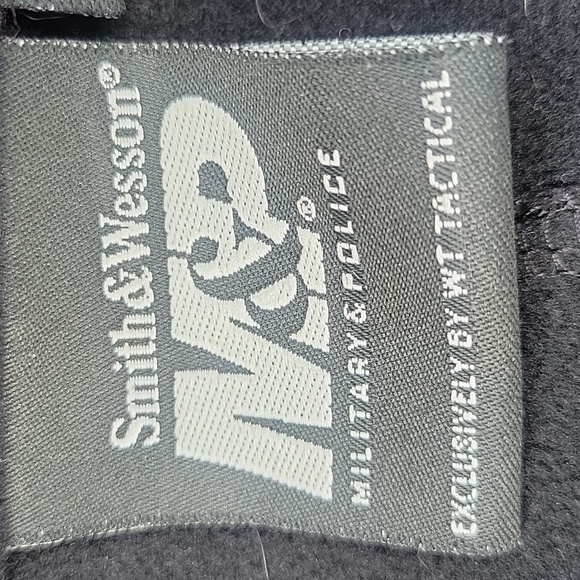 Smith&Wesson®
M&P®
MILITARY & POLICE
EXCLUSIVELY BY WT TACTICAL